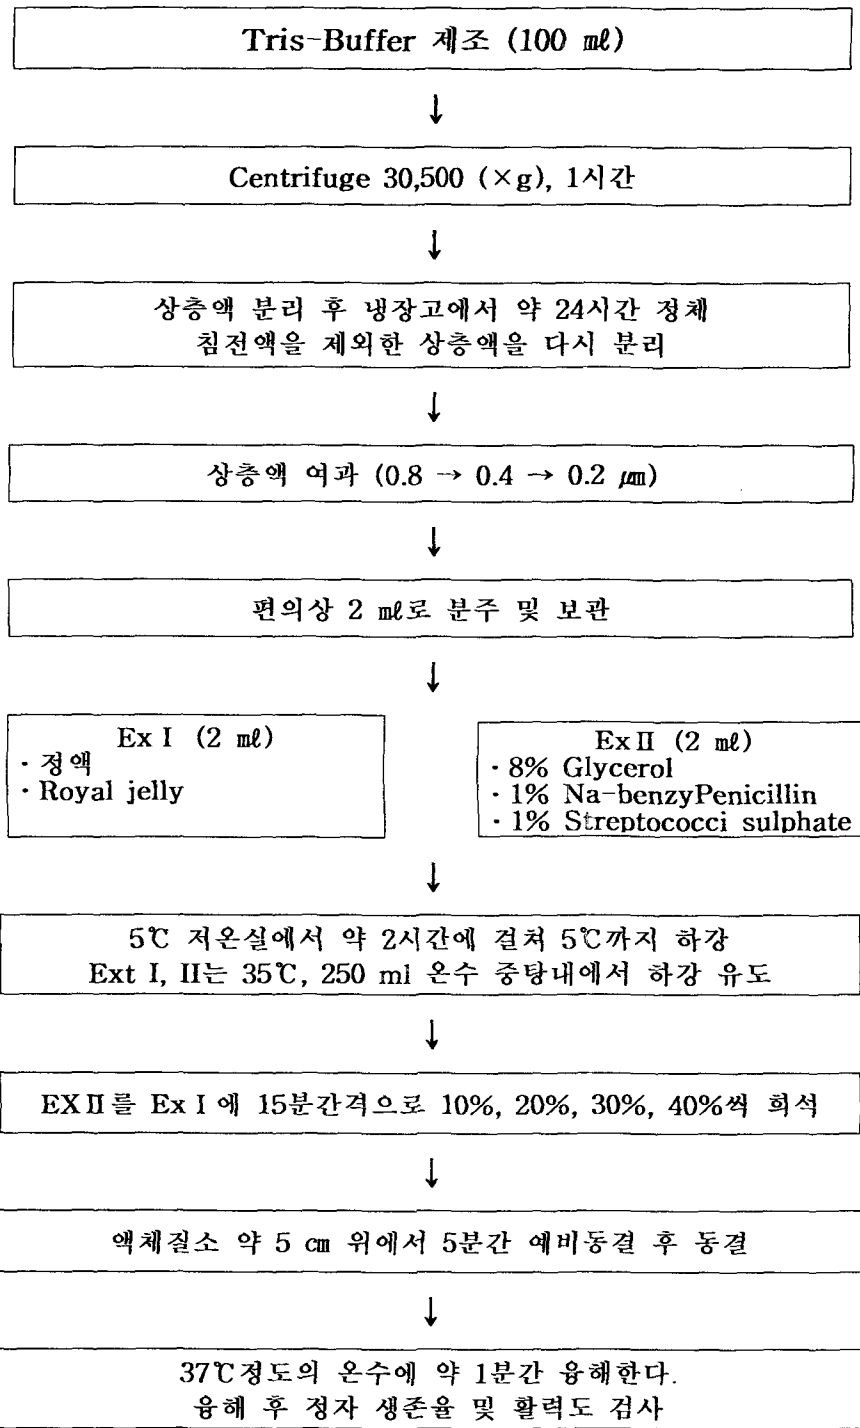 Tris-Buffer 제조 (100 ㎖)
↓
Centrifuge 30,500 (×g), 1시간
↓
상층액 분리 후 냉장고에서 약 24시간 정체
침전액을 제외한 상층액을 다시 분리
↓
상층액 여과 (0.8 → 0.4 → 0.2 ㎛)
↓
편의상 2 ㎖로 분주 및 보관
↓
Ex Ⅰ (2 ㎖)
· 정액
· Royal jelly
Ex Ⅱ (2 ㎖)
· 8% Glycerol
· 1% Na-benzyPenicillin
· 1% Streptococci sulphate
↓
5℃ 저온실에서 약 2시간에 걸쳐 5℃까지 하강
Ext I, II는 35℃, 250 ml 온수 중탕내에서 하강 유도
↓
EXⅡ를 ExⅠ에 15분간격으로 10%, 20%, 30%, 40%씩 희석
↓
액체질소 약 5 ㎝ 위에서 5분간 예비동결 후 동결
↓
37℃정도의 온수에 약 1분간 융해한다.
융해 후 정자 생존율 및 활력도 검사